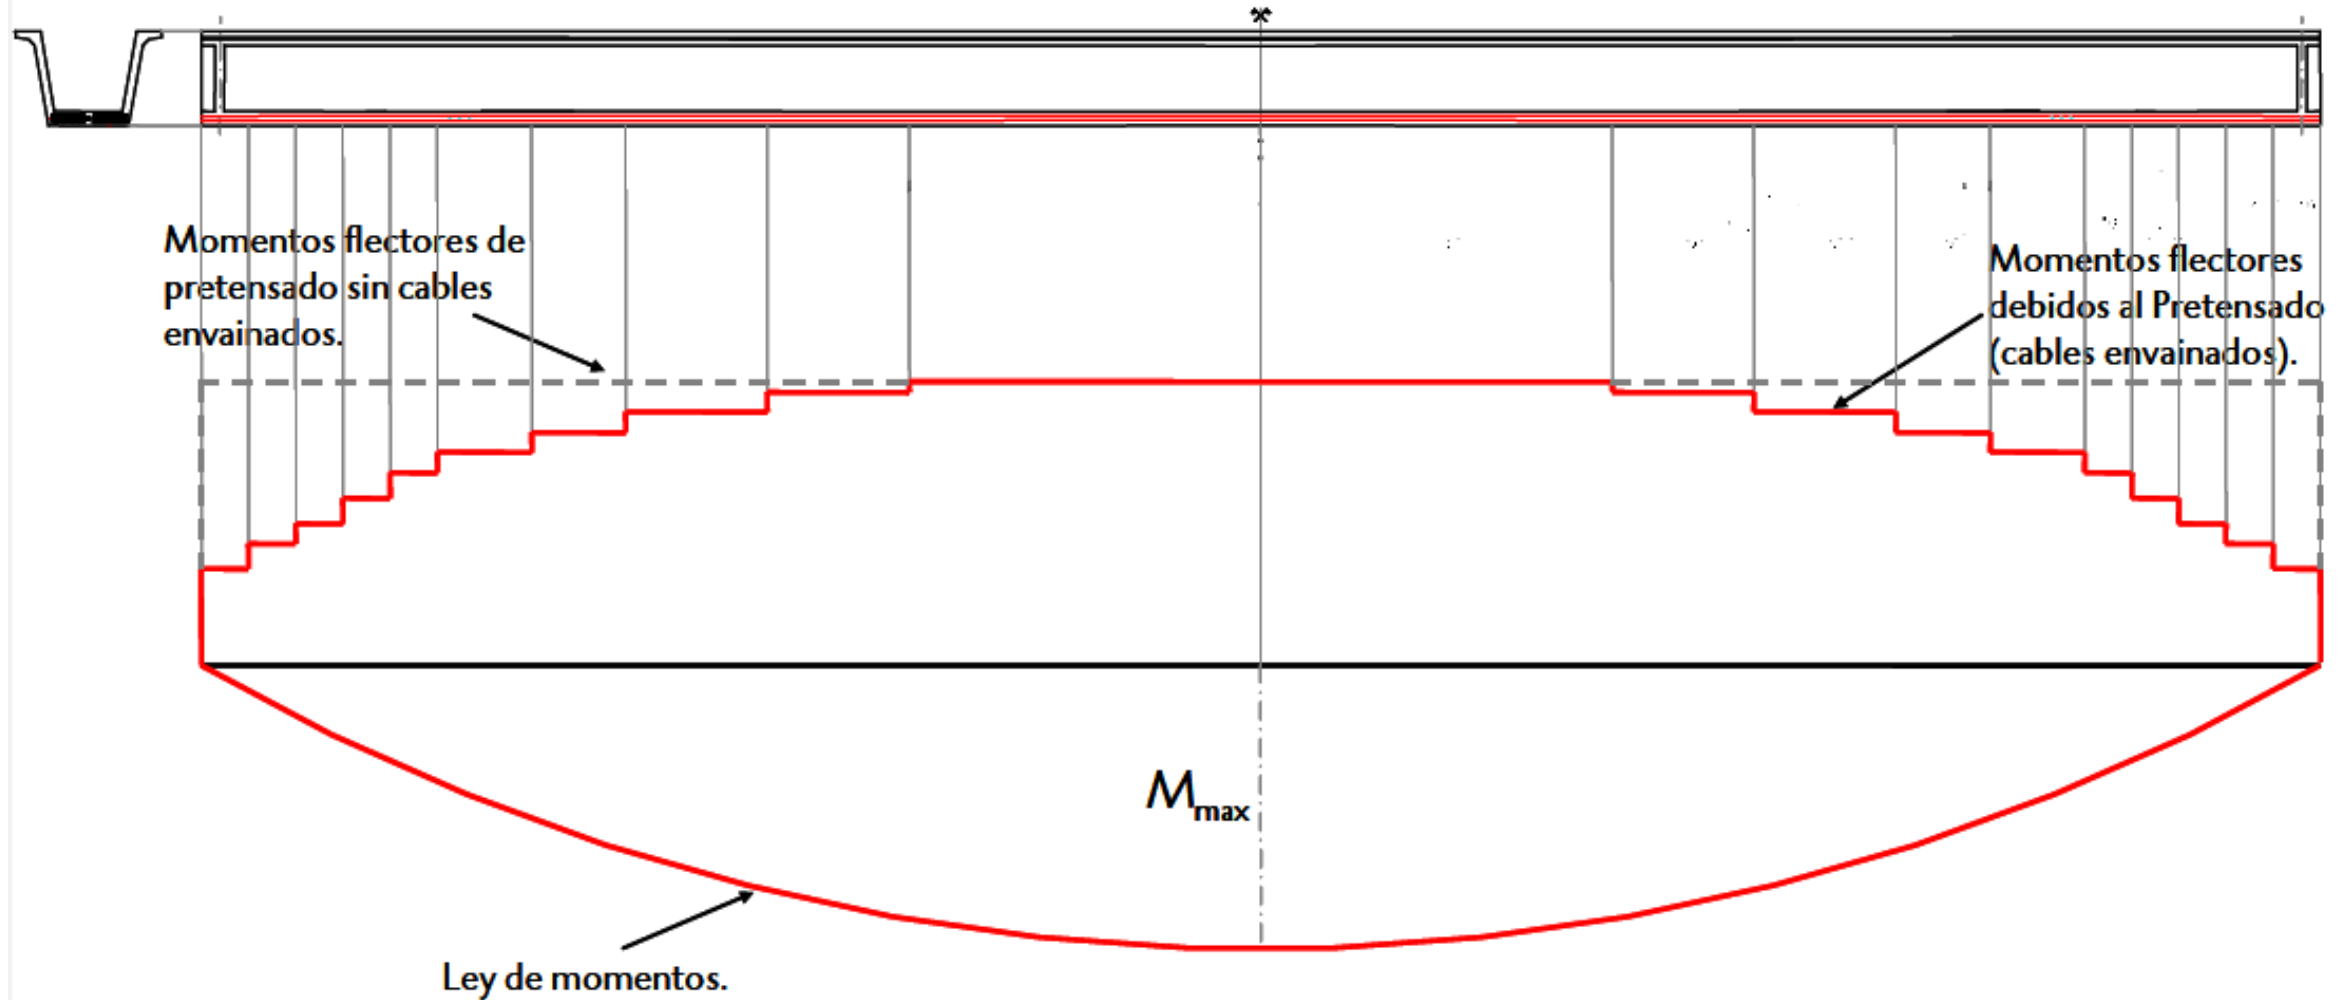 Momentos flectores de
pretensado sin cables
envainados.
Momentos flectores
debidos al Pretensado
(cables envainados).
Mmax
Ley de momentos.